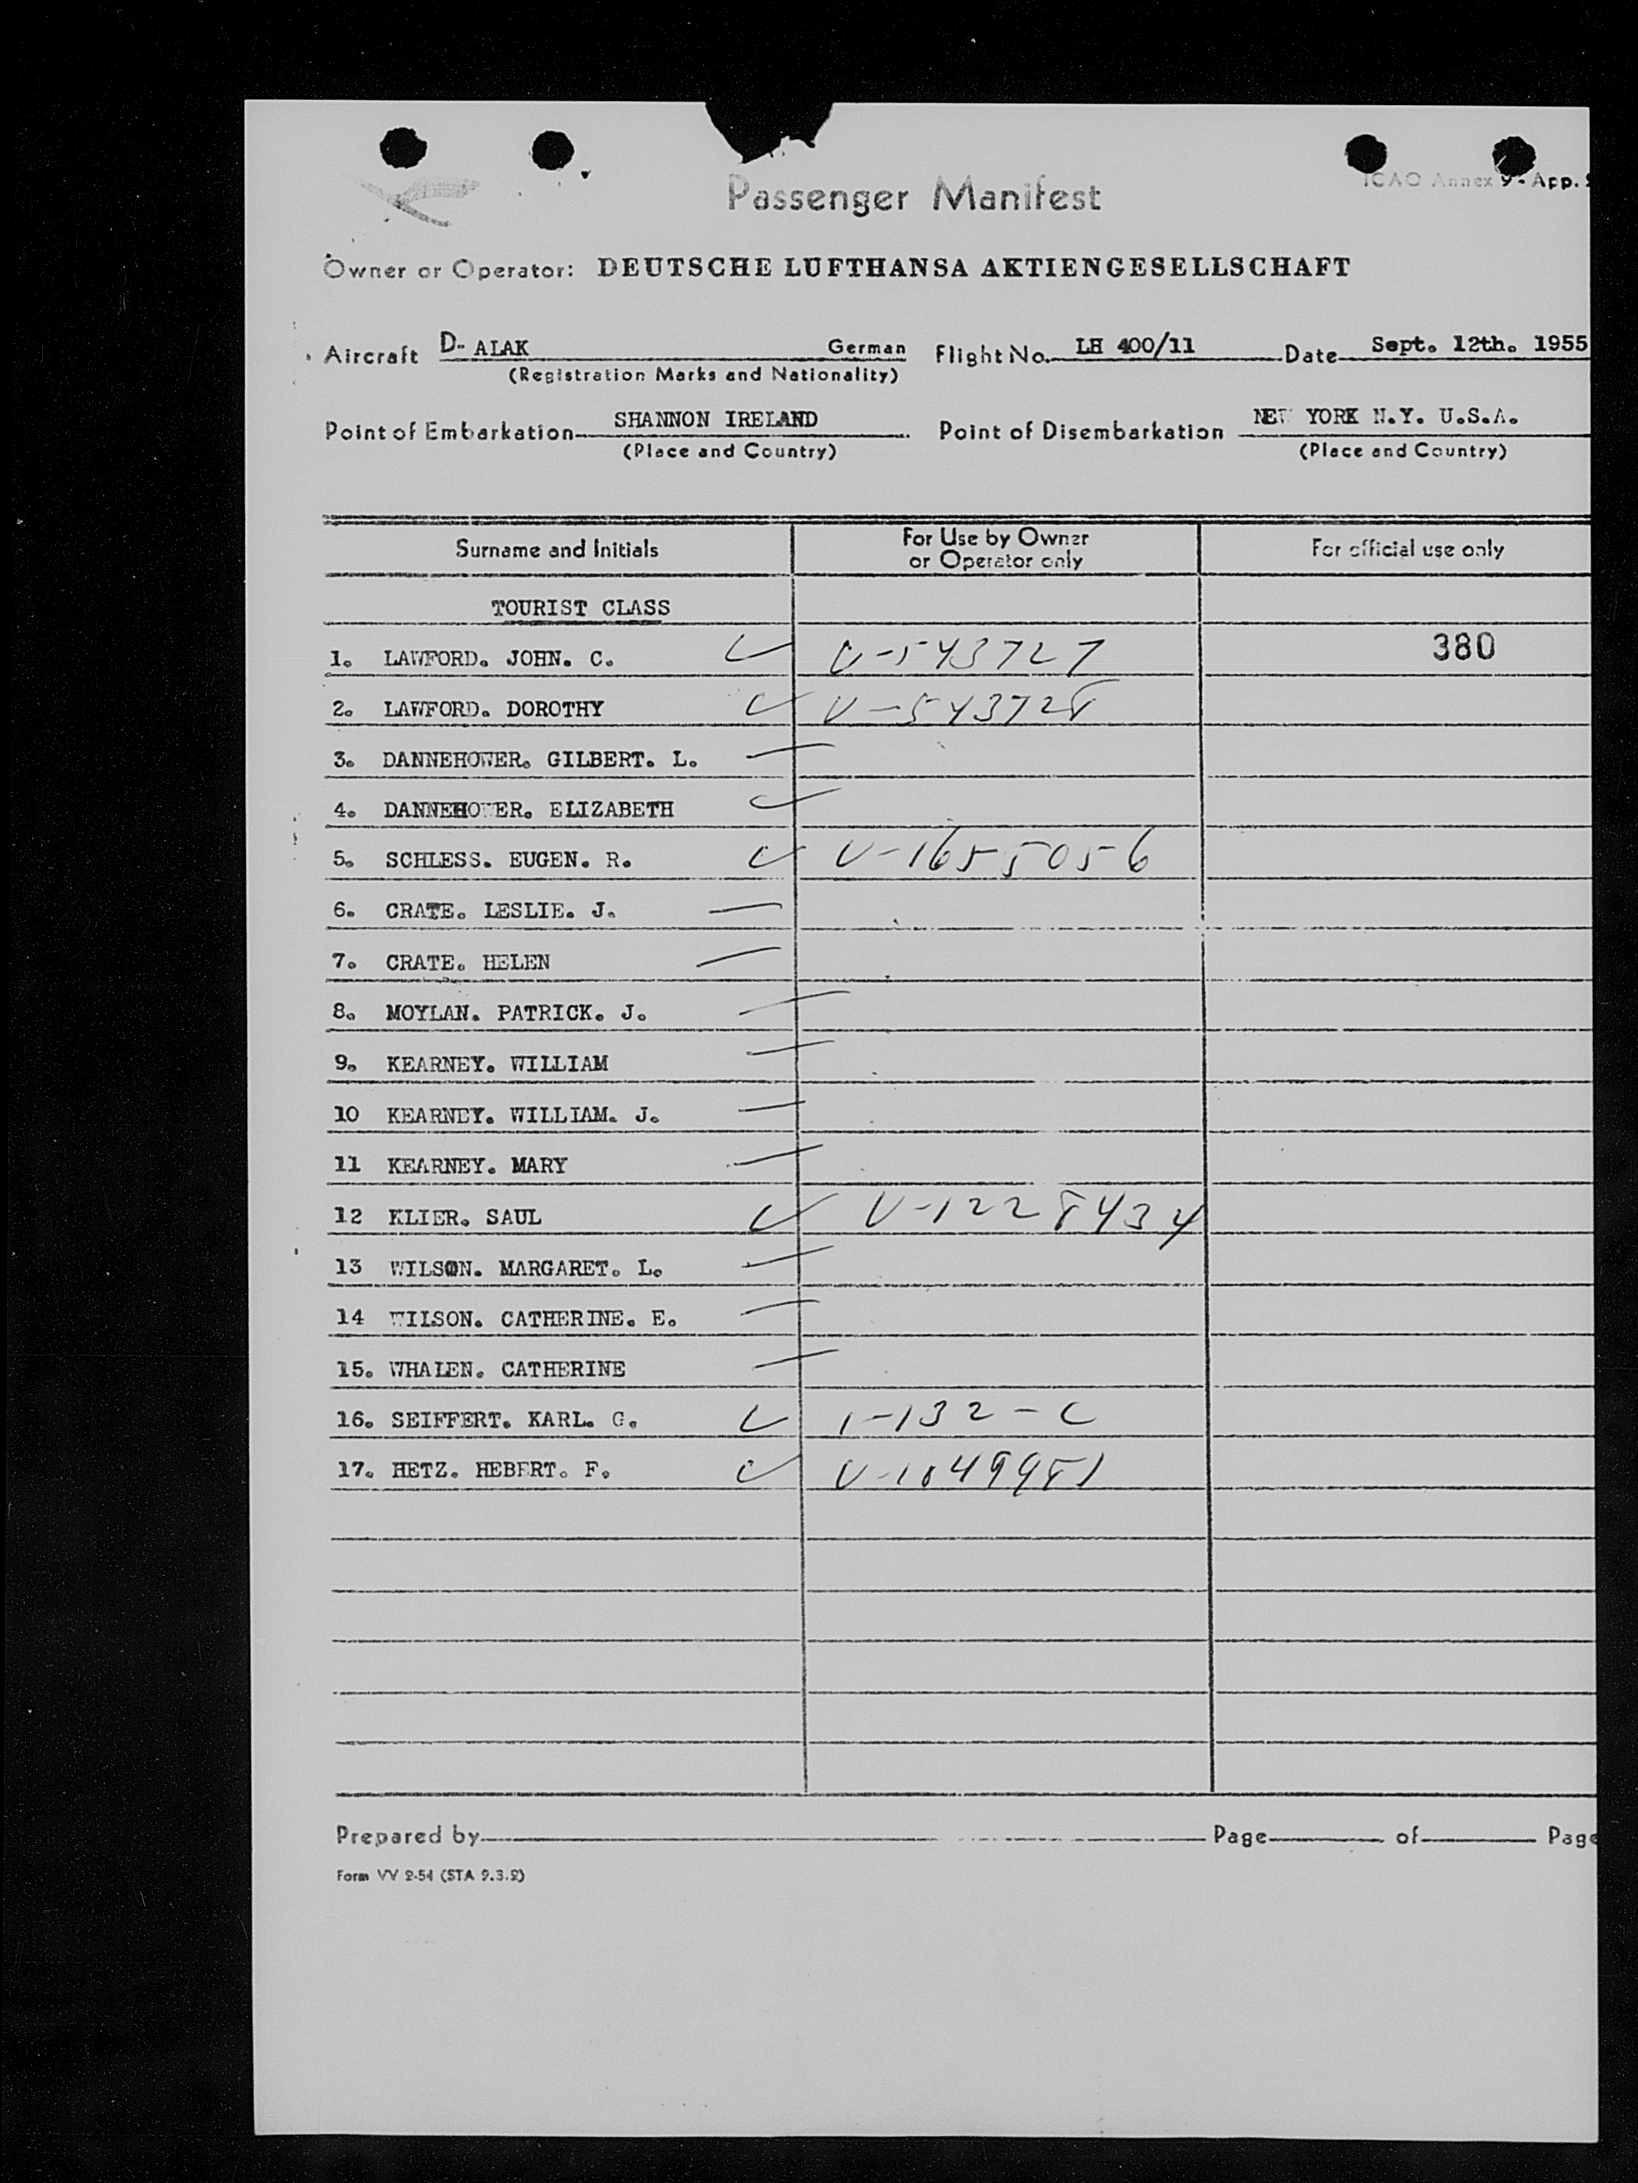 Passenger Manifest
ICAO Annex 9 - App.
Owner or Operator: DEUTSCHE LUFTHANSA AKTIENGESELLSCHAFT
Aircraft D- ALAK German Flight No. LH 400/11 Date Sept. 12th. 1955
(Registration Marks and Nationality)
Point of Embarkation SHANNON IRELAND Point of Disembarkation NEW YORK N.Y. U.S.A.
(Place and Country) (Place and Country)
Surname and Initials For Use by Owner or Operator only For official use only
TOURIST CLASS
1. LAWFORD. JOHN. C. V-543727 380
2. LAWFORD. DOROTHY V-543728
3. DANNEHOWER. GILBERT. L.
4. DANNEHOWER. ELIZABETH
5. SCHLESS. EUGEN. R. V-1655056
6. CRATE. LESLIE. J.
7. CRATE. HELEN
8. MOYLAN. PATRICK. J.
9. KEARNEY. WILLIAM
10 KEARNEY. WILLIAM. J.
11 KEARNEY. MARY
12 KLIER. SAUL V-1228434
13 WILSON. MARGARET. L.
14 WILSON. CATHERINE. E.
15. WHALEN. CATHERINE
16. SEIFFERT. KARL. G. 1-132-C
17. HETZ. HEBERT. F. V-1049981
Prepared by Page of Page
Form VV 2-54 (STA 9.3.2)